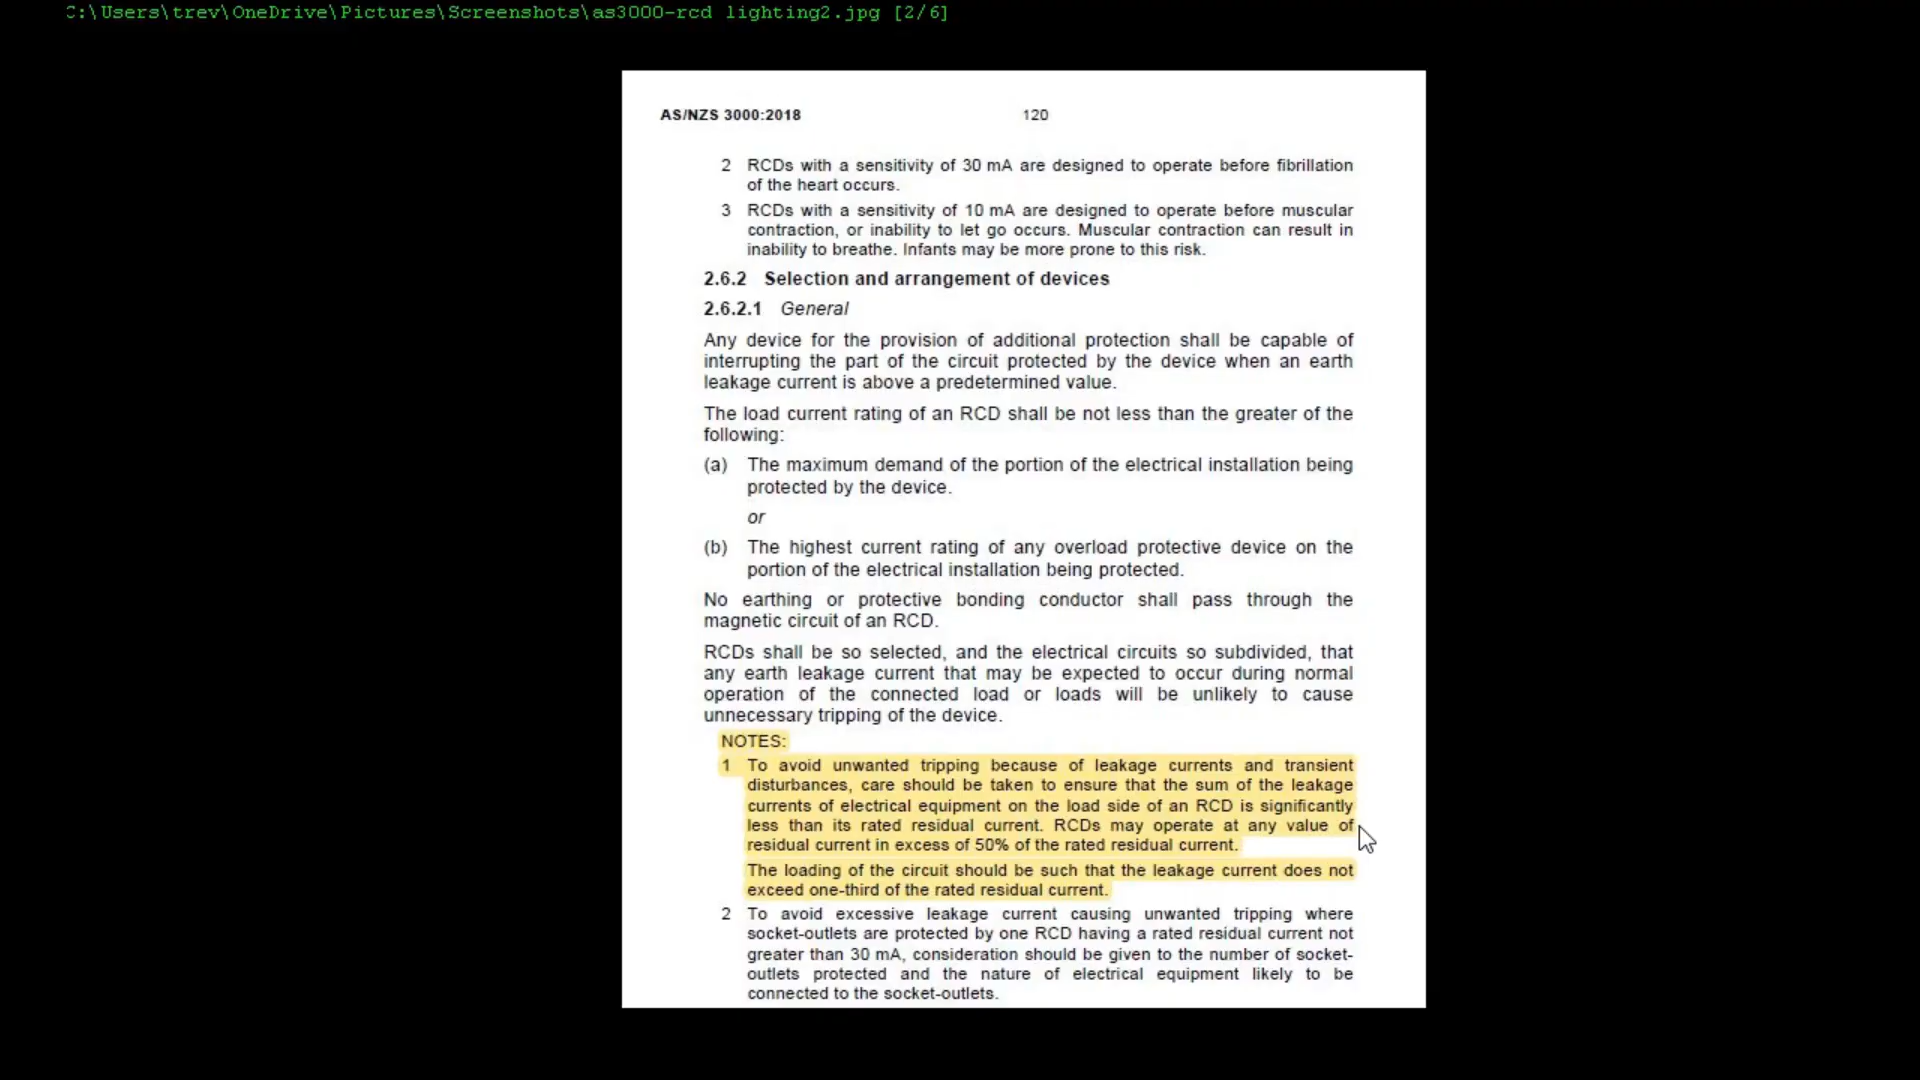 C:\Users\trev\OneDrive\Pictures\Screenshots\as3000-rcd lighting2.jpg [2/6]
AS/NZS 3000:2018 120
2 RCDs with a sensitivity of 30 mA are designed to operate before fibrillation
of the heart occurs.
3 RCDs with a sensitivity of 10 mA are designed to operate before muscular
contraction, or inability to let go occurs. Muscular contraction can result in
inability to breathe. Infants may be more prone to this risk.
2.6.2 Selection and arrangement of devices
2.6.2.1 General
Any device for the provision of additional protection shall be capable of
interrupting the part of the circuit protected by the device when an earth
leakage current is above a predetermined value.
The load current rating of an RCD shall be not less than the greater of the
following:
(a) The maximum demand of the portion of the electrical installation being
protected by the device.
or
(b) The highest current rating of any overload protective device on the
portion of the electrical installation being protected.
No earthing or protective bonding conductor shall pass through the
magnetic circuit of an RCD.
RCDs shall be so selected, and the electrical circuits so subdivided, that
any earth leakage current that may be expected to occur during normal
operation of the connected load or loads will be unlikely to cause
unnecessary tripping of the device.
NOTES:
1 To avoid unwanted tripping because of leakage currents and transient
disturbances, care should be taken to ensure that the sum of the leakage
currents of electrical equipment on the load side of an RCD is significantly
less than its rated residual current. RCDs may operate at any value of
residual current in excess of 50% of the rated residual current.
The loading of the circuit should be such that the leakage current does not
exceed one-third of the rated residual current.
2 To avoid excessive leakage current causing unwanted tripping where
socket-outlets are protected by one RCD having a rated residual current not
greater than 30 mA, consideration should be given to the number of socket-
outlets protected and the nature of electrical equipment likely to be
connected to the socket-outlets.